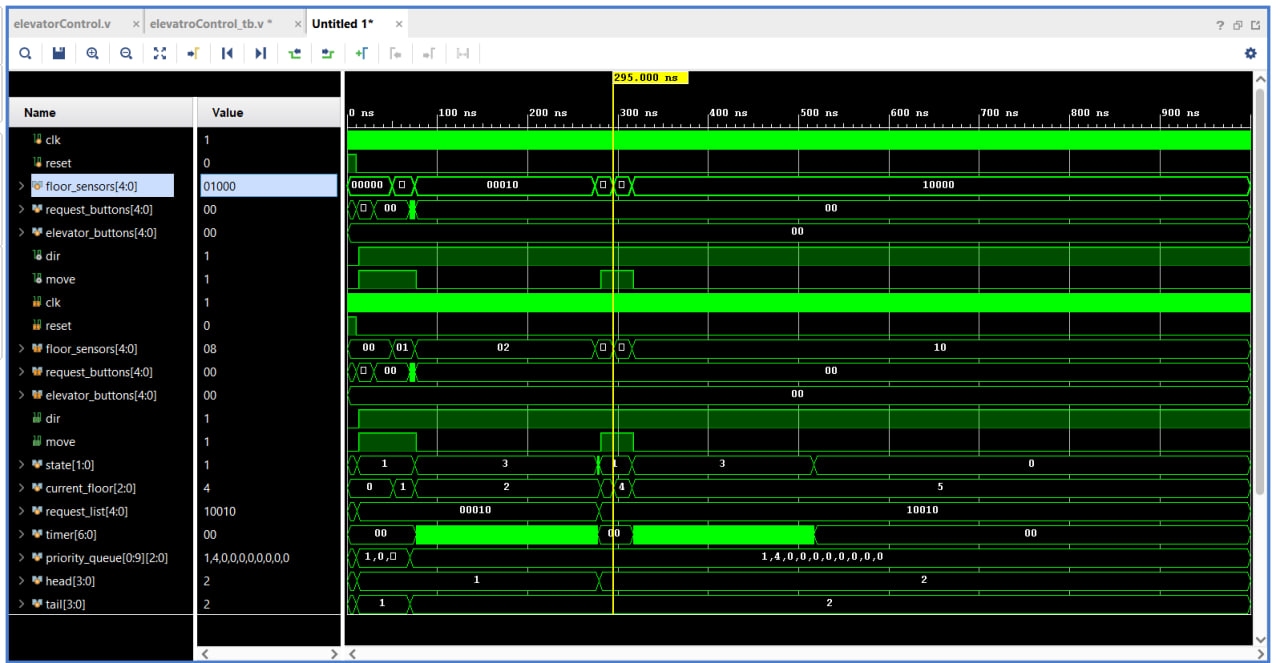 elevatorControl.v × elevatroControl_tb.v * × Untitled 1* ×
?
295.000 ns
Name Value 0 ns 100 ns 200 ns 300 ns 400 ns 500 ns 600 ns 700 ns 800 ns 900 ns
clk 1
reset 0
floor_sensors[4:0] 01000 00000 00010 10000
request_buttons[4:0] 00 00 00
elevator_buttons[4:0] 00 00
dir 1
move 1
clk 1
reset 0
floor_sensors[4:0] 08 00 01 02 10
request_buttons[4:0] 00 00 00
elevator_buttons[4:0] 00 00
dir 1
move 1
state[1:0] 1 1 3 1 3 0
current_floor[2:0] 4 0 1 2 4 5
request_list[4:0] 10010 00010 10010
timer[6:0] 00 00 00 00
priority_queue[0:9][2:0] 1,4,0,0,0,0,0,0,0,0 1,0, 1,4,0,0,0,0,0,0,0,0
head[3:0] 2 1 2
tail[3:0] 2 1 2